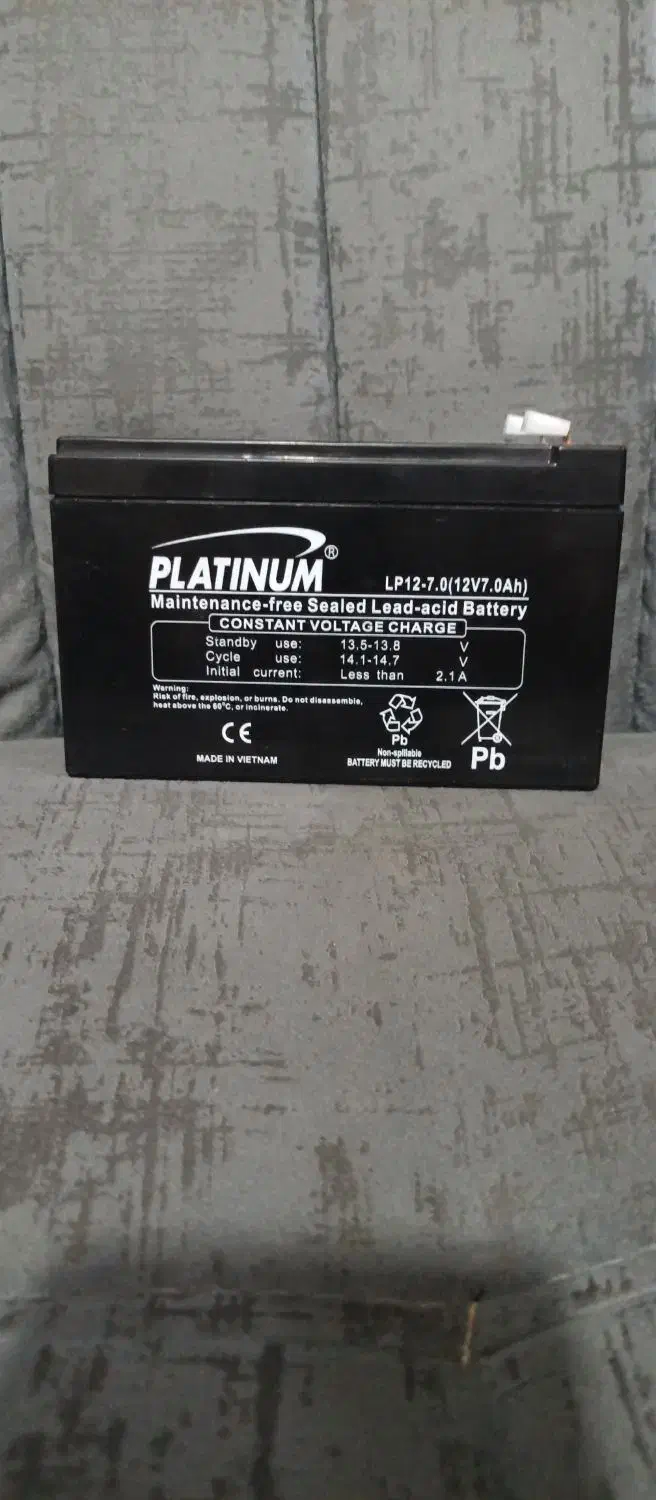 PLATINUM®
LP12-7.0(12V7.0Ah)
Maintenance-free Sealed Lead-acid Battery
CONSTANT VOLTAGE CHARGE
Standby use: 13.5-13.8 V
Cycle use: 14.1-14.7 V
Initial current: Less than 2.1A
Warning:
Risk of fire, explosion, or burns. Do not disassemble,
heat above the 60°C, or incinerate.
CE
MADE IN VIETNAM
Pb
Non-spillable
BATTERY MUST BE RECYCLED
Pb